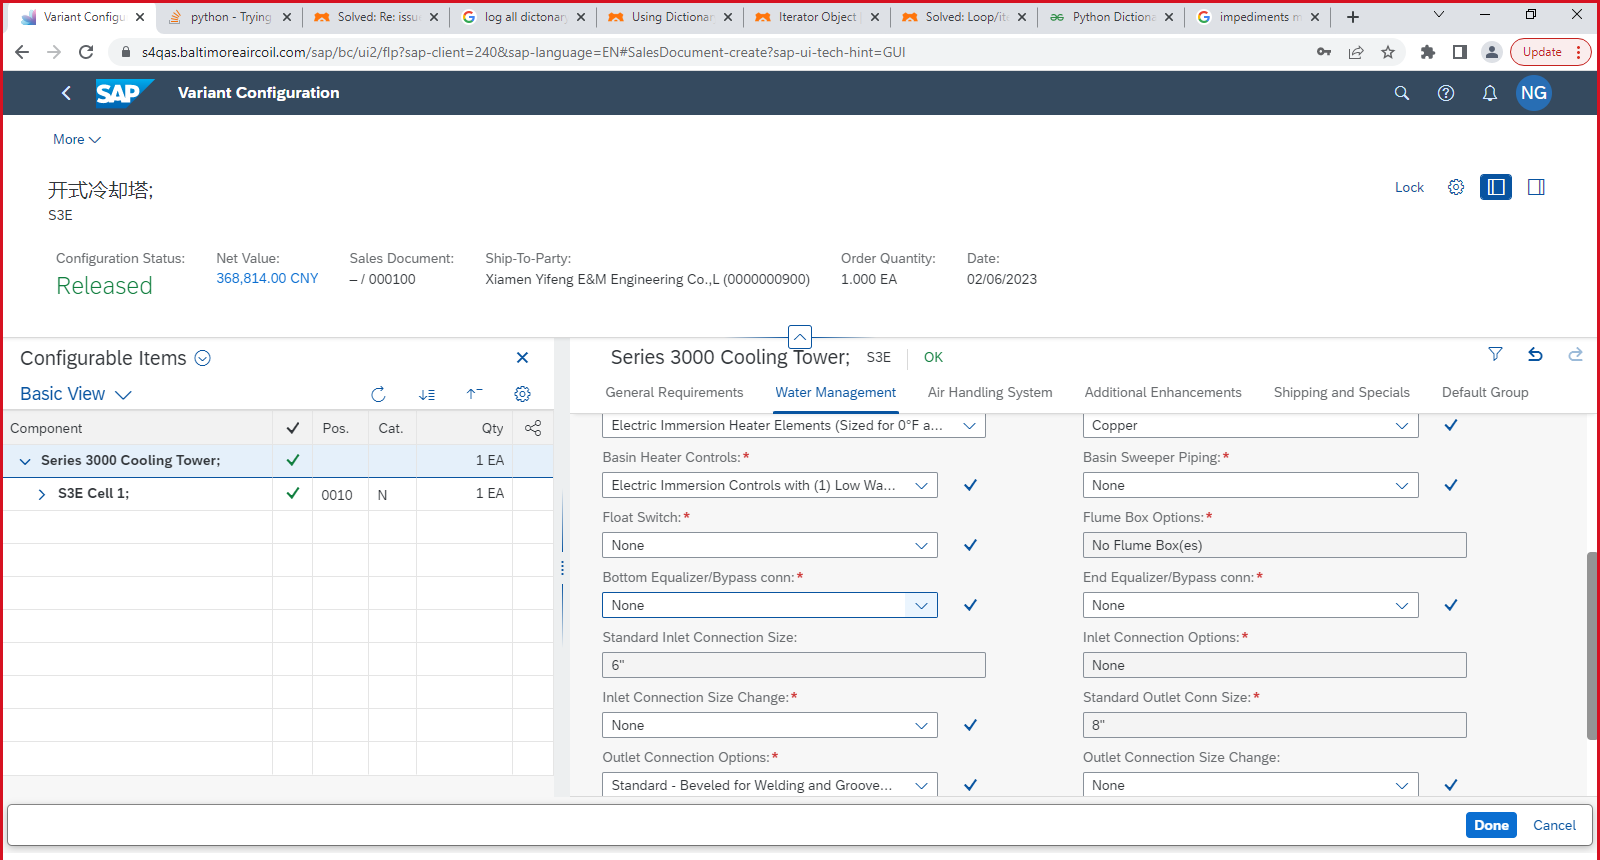 Variant Configu
python - Trying
Solved: Re: issu
log all dictonar
Using Dictionar
Iterator Object
Solved: Loop/it
Python Dictiona
impediments m
s4qas.baltimoreaircoil.com/sap/bc/ui2/flp?sap-client=240&sap-language=EN#SalesDocument-create?sap-ui-tech-hint=GUI
Update
SAP
Variant Configuration
NG
More
开式冷却塔;
S3E
Lock
Configuration Status:
Released
Net Value:
368,814.00 CNY
Sales Document:
– / 000100
Ship-To-Party:
Xiamen Yifeng E&M Engineering Co.,L (0000000900)
Order Quantity:
1.000 EA
Date:
02/06/2023
Configurable Items
Basic View
Component Pos. Cat. Qty
Series 3000 Cooling Tower; 1 EA
S3E Cell 1; 0010 N 1 EA
Series 3000 Cooling Tower; S3E OK
General Requirements Water Management Air Handling System Additional Enhancements Shipping and Specials Default Group
Electric Immersion Heater Elements (Sized for 0°F a...
Copper
Basin Heater Controls:*
Electric Immersion Controls with (1) Low Wa...
Basin Sweeper Piping:*
None
Float Switch:*
None
Flume Box Options:*
No Flume Box(es)
Bottom Equalizer/Bypass conn:*
None
End Equalizer/Bypass conn:*
None
Standard Inlet Connection Size:
6"
Inlet Connection Options:*
None
Inlet Connection Size Change:*
None
Standard Outlet Conn Size:*
8"
Outlet Connection Options:*
Standard - Beveled for Welding and Groove...
Outlet Connection Size Change:
None
Done
Cancel